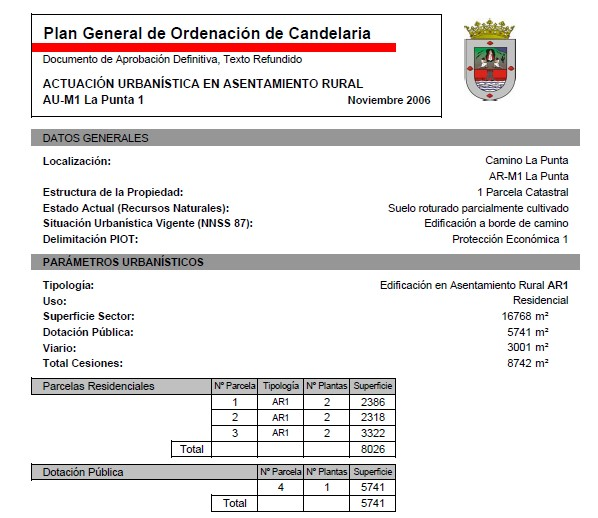 Plan General de Ordenación de Candelaria
Documento de Aprobación Definitiva, Texto Refundido
ACTUACIÓN URBANÍSTICA EN ASENTAMIENTO RURAL
AU-M1 La Punta 1 Noviembre 2006
DATOS GENERALES
Localización: Camino La Punta
AR-M1 La Punta
Estructura de la Propiedad: 1 Parcela Catastral
Estado Actual (Recursos Naturales): Suelo roturado parcialmente cultivado
Situación Urbanística Vigente (NNSS 87): Edificación a borde de camino
Delimitación PIOT: Protección Económica 1
PARÁMETROS URBANÍSTICOS
Tipología: Edificación en Asentamiento Rural AR1
Uso: Residencial
Superficie Sector: 16768 m²
Dotación Pública: 5741 m²
Viario: 3001 m²
Total Cesiones: 8742 m²
Parcelas Residenciales Nº Parcela Tipología Nº Plantas Superficie
1 AR1 2 2386
2 AR1 2 2318
3 AR1 2 3322
Total 8026
Dotación Pública Nº Parcela Nº Plantas Superficie
4 1 5741
Total 5741